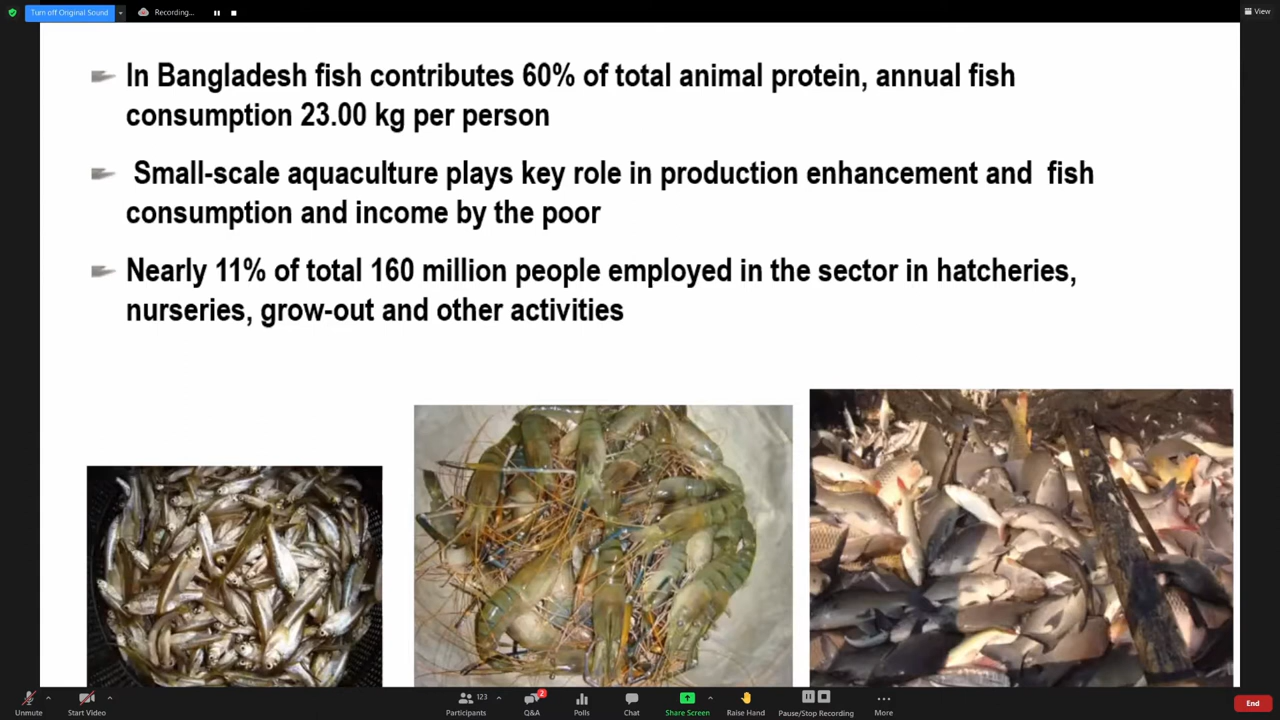 Turn off Original Sound
Recording...
View
In Bangladesh fish contributes 60% of total animal protein, annual fish
consumption 23.00 kg per person
Small-scale aquaculture plays key role in production enhancement and fish
consumption and income by the poor
Nearly 11% of total 160 million people employed in the sector in hatcheries,
nurseries, grow-out and other activities
Unmute
Start Video
Participants
123
Q&A
2
Polls
Chat
Share Screen
Raise Hand
Pause/Stop Recording
More
End